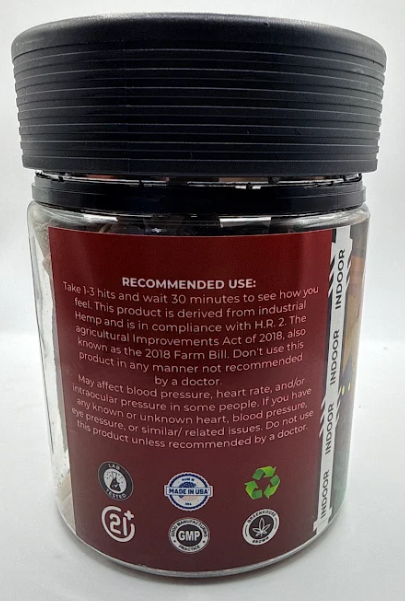 RECOMMENDED USE:
Take 1-3 hits and wait 30 minutes to see how you
feel. This product is derived from industrial
Hemp and is in compliance with H.R. 2. The
agricultural Improvements Act of 2018, also
known as the 2018 Farm Bill. Don't use this
product in any manner not recommended
by a doctor.
May affect blood pressure, heart rate, and/or
intraocular pressure in some people. If you have
any known or unknown heart, blood pressure,
eye pressure, or similar/ related issues. Do not use
this product unless recommended by a doctor.
LAB
TESTED
MADE IN USA
21+
GMP
GREENHOUSE
GROWN
INDOOR
INDOOR
INDOOR